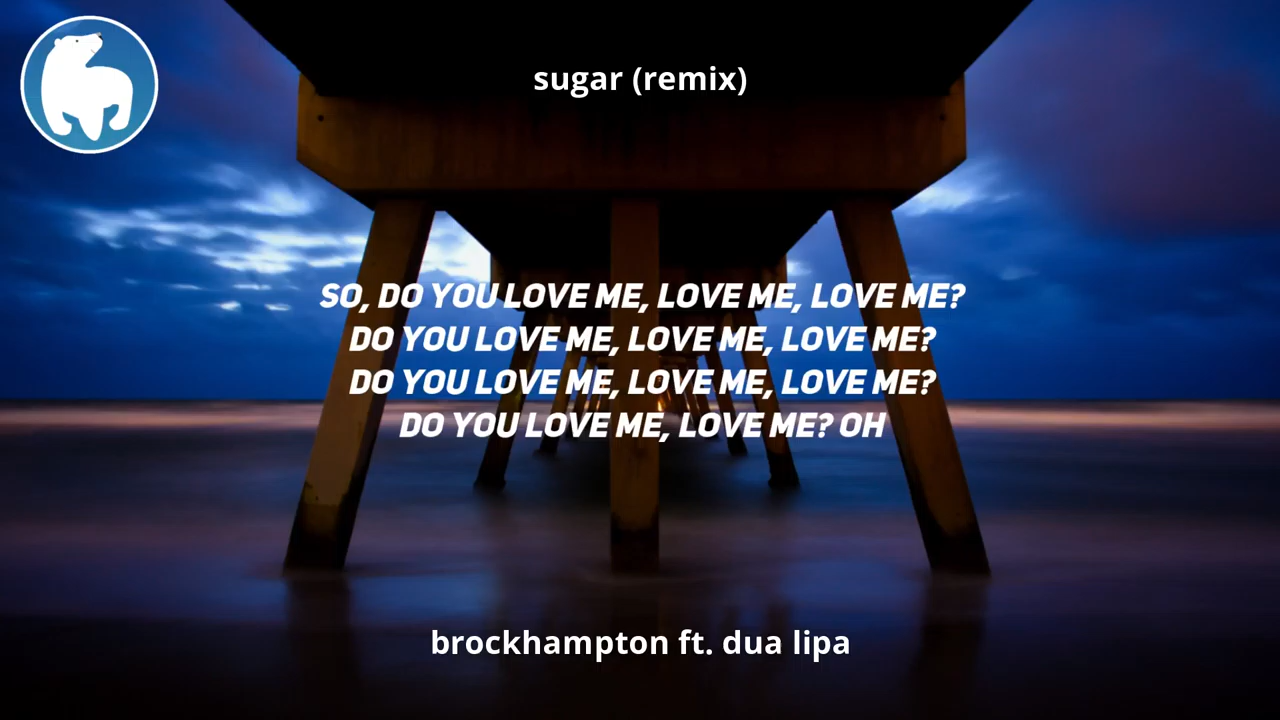 sugar (remix)
SO, DO YOU LOVE ME, LOVE ME, LOVE ME?
DO YOU LOVE ME, LOVE ME, LOVE ME?
DO YOU LOVE ME, LOVE ME, LOVE ME?
DO YOU LOVE ME, LOVE ME? OH
brockhampton ft. dua lipa